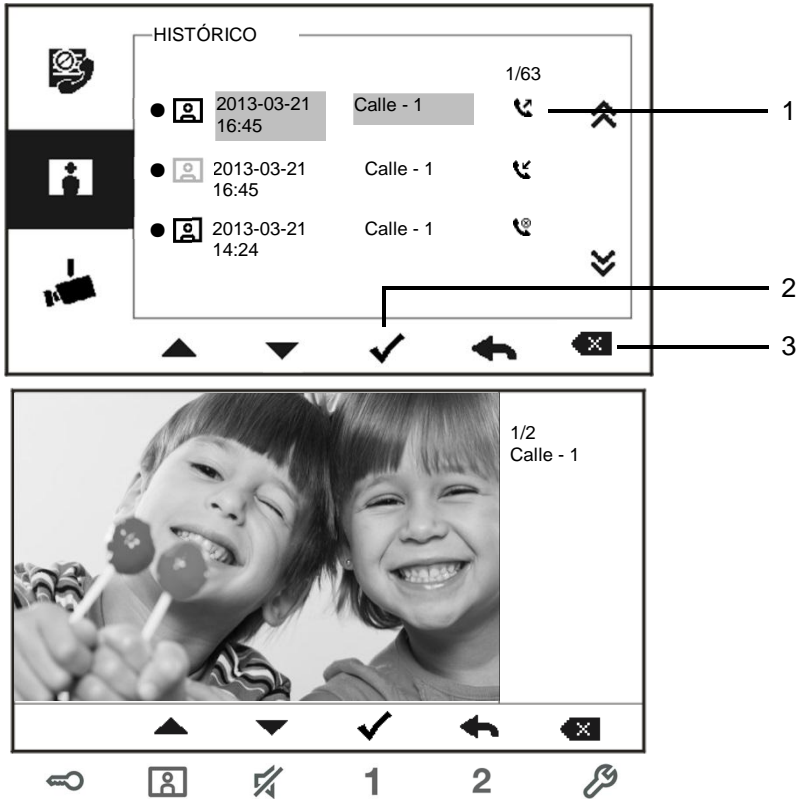 HISTÓRICO
1/63
2013-03-21 Calle - 1
16:45
1
2013-03-21 Calle - 1
16:45
2013-03-21 Calle - 1
14:24
2
3
1/2
Calle - 1
1 2